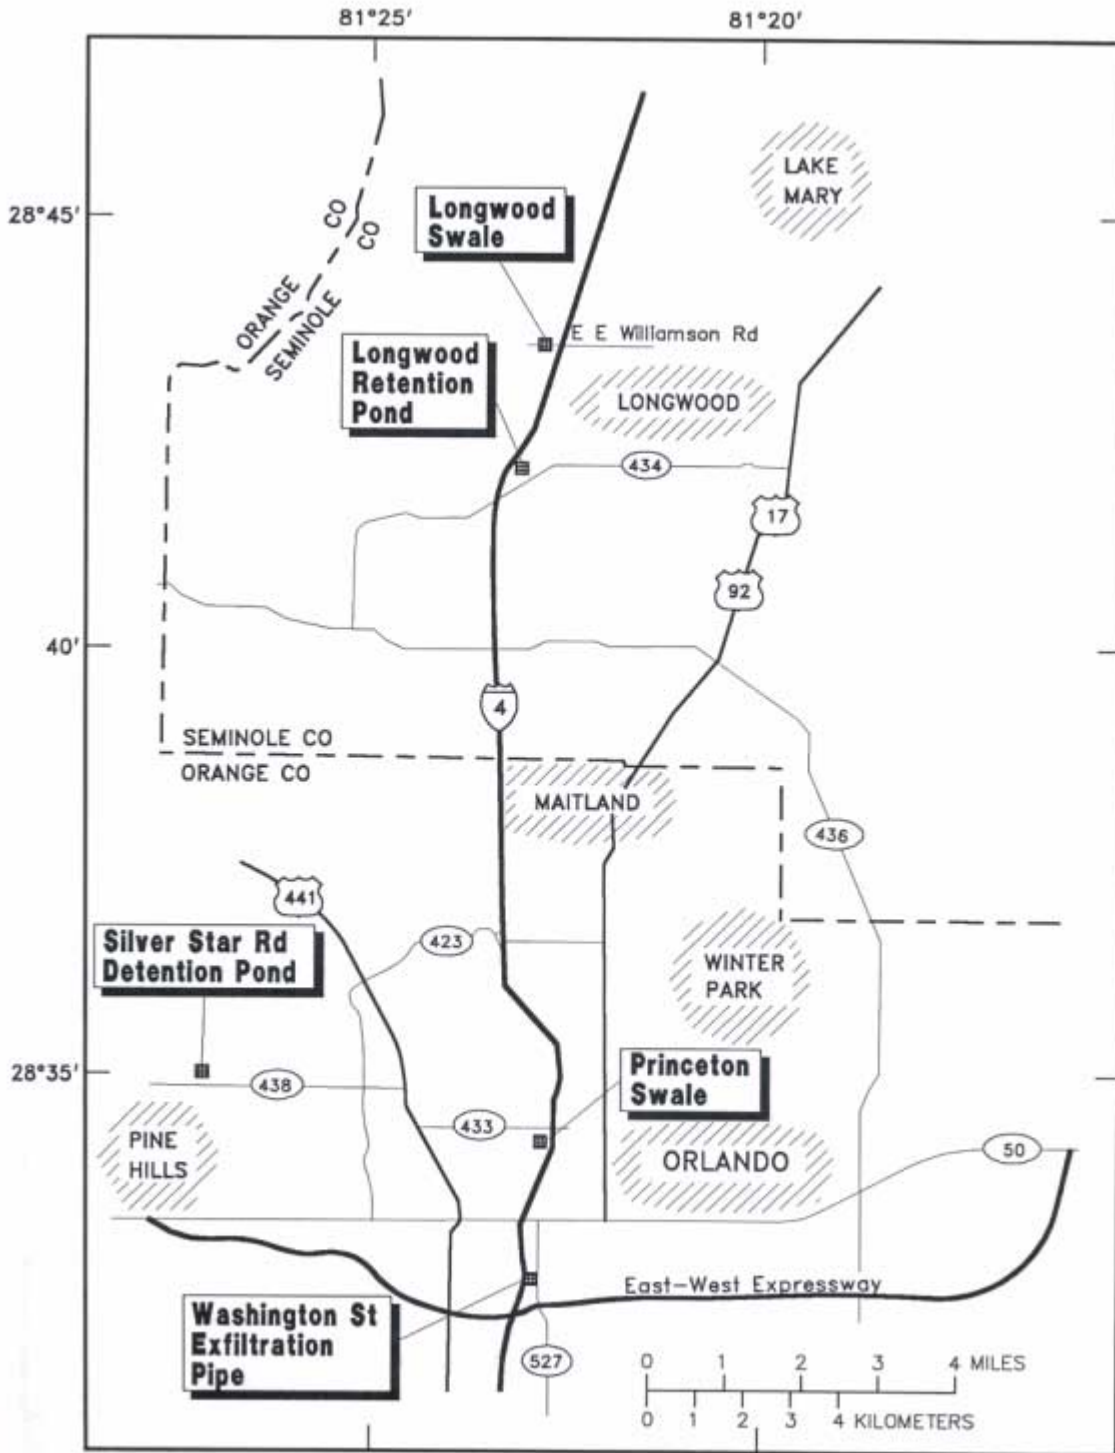 81°25'
81°20'
LAKE
MARY
28°45'
Longwood
Swale
ORANGE CO
SEMINOLE CO
E E Williamson Rd
Longwood
Retention
Pond
LONGWOOD
434
17
92
40'
4
SEMINOLE CO
ORANGE CO
MAITLAND
436
441
423
Silver Star Rd
Detention Pond
WINTER
PARK
28°35'
438
Princeton
Swale
433
PINE
HILLS
ORLANDO
50
East-West Expressway
Washington St
Exfiltration
Pipe
527
0 1 2 3 4 MILES
0 1 2 3 4 KILOMETERS